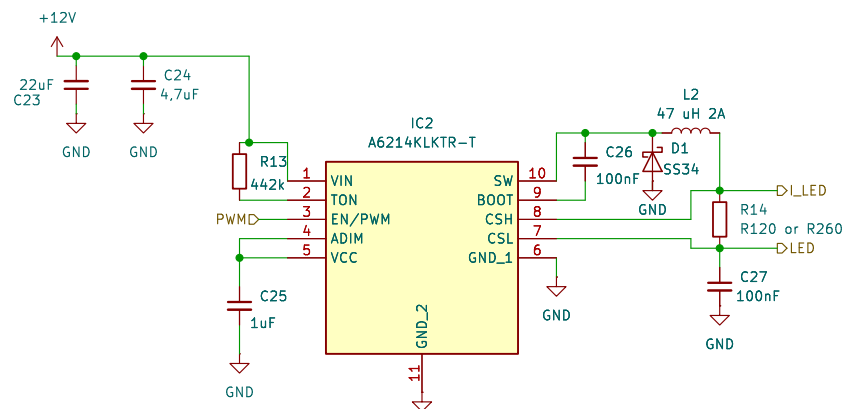 +12V
22uF
C23
C24
4,7uF
GND
GND
IC2
A6214KLKTR-T
L2
47 uH 2A
R13
442k
C26
100nF
D1
SS34
GND
1
VIN
SW
10
2
TON
BOOT
9
PWM
3
EN/PWM
CSH
8
4
ADIM
CSL
7
5
VCC
GND_1
6
I_LED
R14
R120 or R260
LED
C25
1uF
C27
100nF
GND
GND
GND_2
11
GND